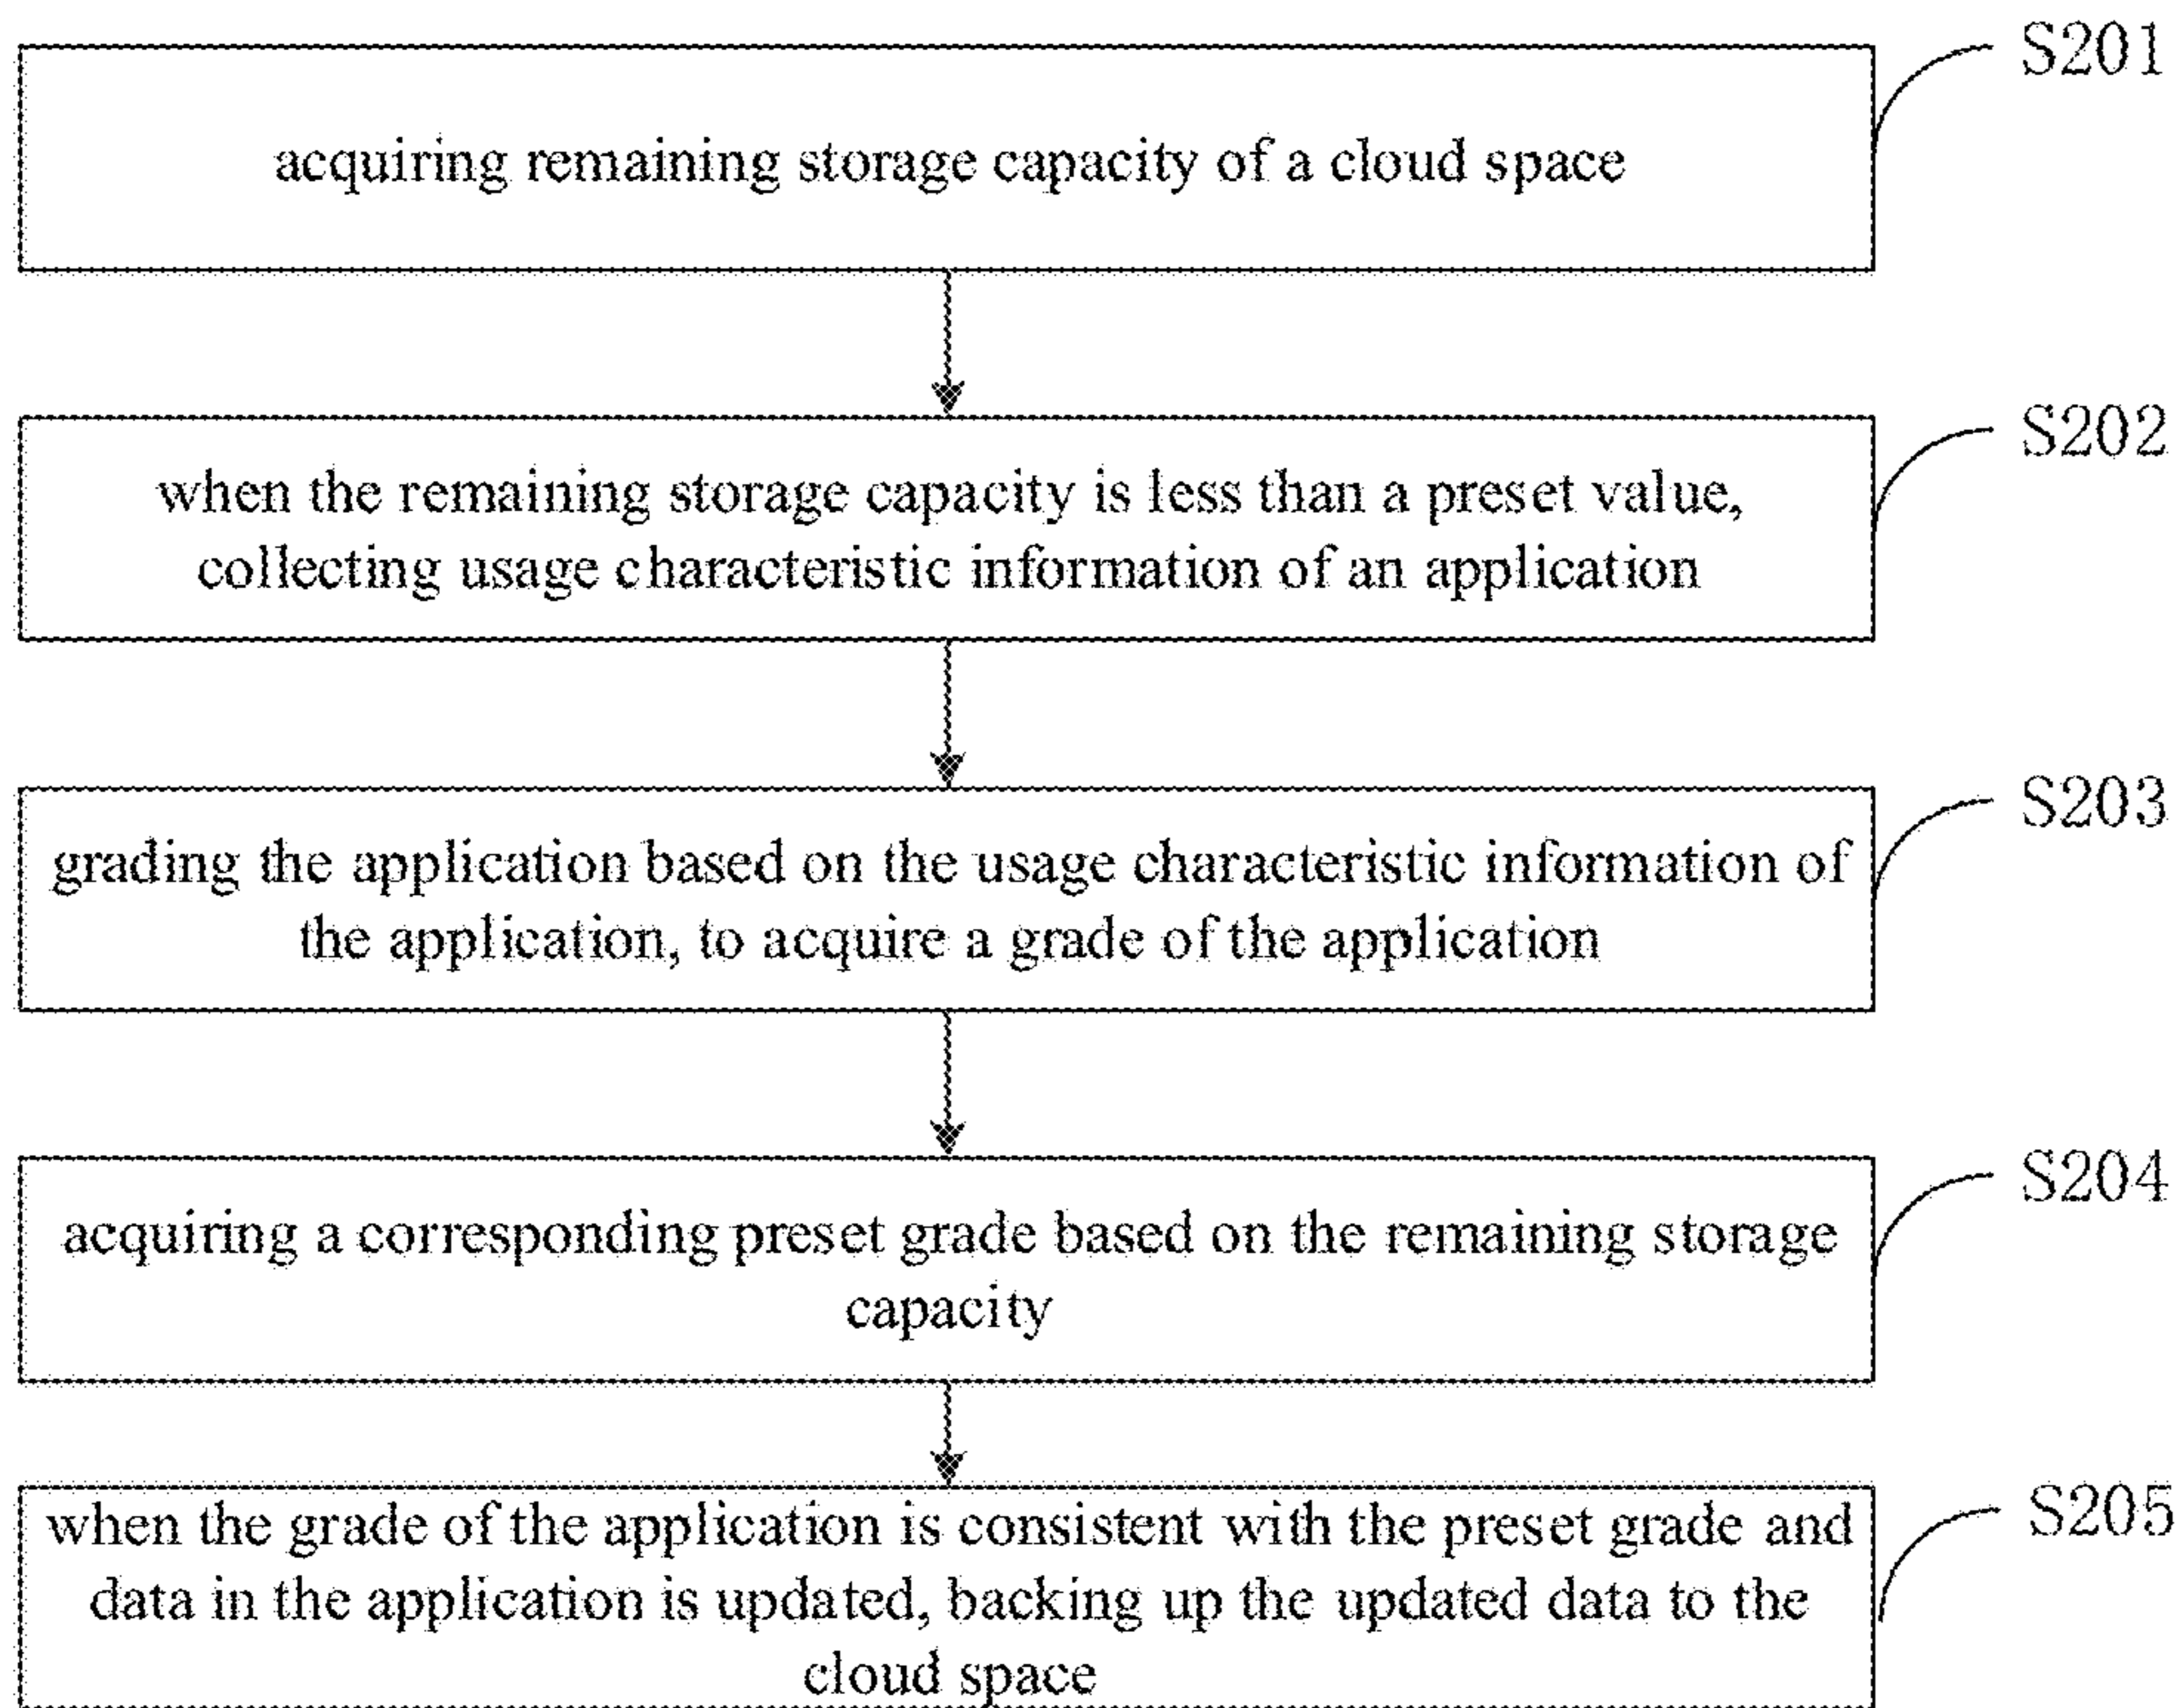 S201
acquiring remaining storage capacity of a cloud space
S202
when the remaining storage capacity is less than a preset value,
collecting usage characteristic information of an application
S203
grading the application based on the usage characteristic information of
the application, to acquire a grade of the application
S204
acquiring a corresponding preset grade based on the remaining storage
capacity
S205
when the grade of the application is consistent with the preset grade and
data in the application is updated, backing up the updated data to the
cloud space